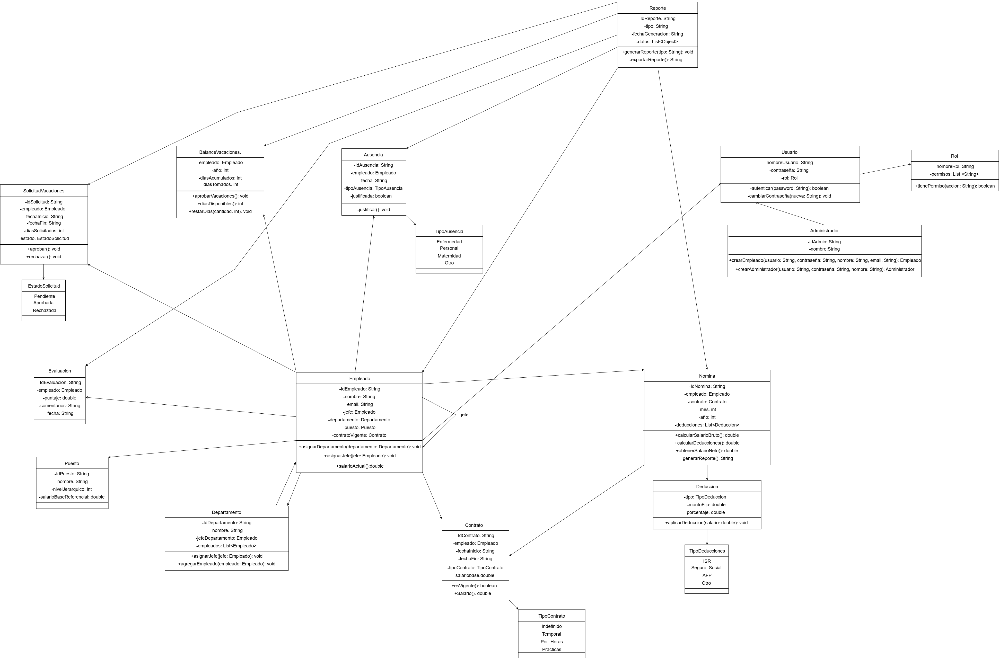 Reporte
-IdReporte: String
-tipo: String
-fechaGeneracion: String
-datos: List<Object>
+generarReporte(tipo: String): void
-exportarReporte(): String
BalanceVacaciones.
-empleado: Empleado
-año: int
-diasAcumulados: int
-diasTomados: int
+aprobarVacaciones(): void
+diasDisponibles(): int
+restarDias(cantidad: int): void
Ausencia
-IdAusencia: String
-empleado: Empleado
-fecha: String
-tipoAusencia: TipoAusencia
-justificada: boolean
-justificar(): void
Usuario
-nombreUsuario: String
-contraseña: String
-rol: Rol
-autenticar(password: String): boolean
-cambiarContraseña(nueva: String): void
Rol
-nombreRol: String
-permisos: List <String>
+tienePermiso(accion: String): boolean
SolicitudVacaciones
-idSolicitud: String
-empleado: Empleado
-fechaInicio: String
-fechaFin: String
-diasSolicitados: int
-estado: EstadoSolicitud
+aprobar(): void
+rechazar(): void
TipoAusencia
Enfermedad
Personal
Maternidad
Otro
Administrador
-idAdmin: String
-nombre:String
+crearEmpleado(usuario: String, contraseña: String, nombre: String, email: String): Empleado
+crearAdministrador(usuario: String, contraseña: String, nombre: String): Administrador
EstadoSolicitud
Pendiente
Aprobada
Rechazada
Evaluacion
-IdEvaluacion: String
-empleado: Empleado
-puntaje: double
-comentarios: String
-fecha: String
Empleado
-IdEmpleado: String
-nombre: String
-email: String
-jefe: Empleado
-departamento: Departamento
-puesto: Puesto
-contratoVigente: Contrato
+asignarDepartamento(departamento: Departamento): void
+asignarJefe(jefe: Empleado): void
+salarioActual():double
jefe
Nomina
-IdNomina: String
-empleado: Empleado
-contrato: Contrato
-mes: int
-año: int
-deducciones: List<Deduccion>
+calcularSalarioBruto(): double
+calcularDeducciones(): double
+obtenerSalarioNeto(): double
-generarReporte(): String
Puesto
-IdPuesto: String
-nombre: String
-nivelJerarquico: int
-salarioBaseReferencial: double
Deduccion
-tipo: TipoDeduccion
-montoFijo: double
-porcentaje: double
+aplicarDeduccion(salario: double): void
Departamento
-IdDepartamento: String
-nombre: String
-jefeDepartamento: Empleado
-empleados: List<Empleado>
+asignarJefe(jefe: Empleado): void
+agregarEmpleado(empleado: Empleado): void
Contrato
-IdContrato: String
-empleado: Empleado
-fechaInicio: String
-fechaFin: String
-tipoContrato: TipoContrato
-salariobase:double
+esVigente(): boolean
+Salario(): double
TipoDeducciones
ISR
Seguro_Social
AFP
Otro
TipoContrato
Indefinido
Temporal
Por_Horas
Practicas